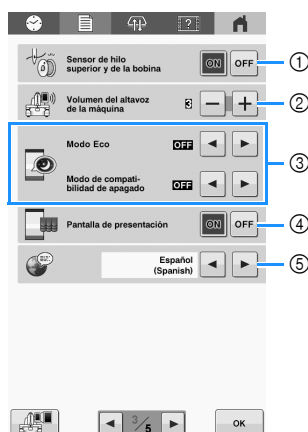 Sensor de hilo
superior y de la bobina
ON OFF
①
Volumen del altavoz
de la máquina
3 − +
②
Modo Eco
OFF
③
Modo de compati-
bilidad de apagado
OFF
Pantalla de presentación
ON OFF
④
Español
(Spanish)
⑤
3/5
OK